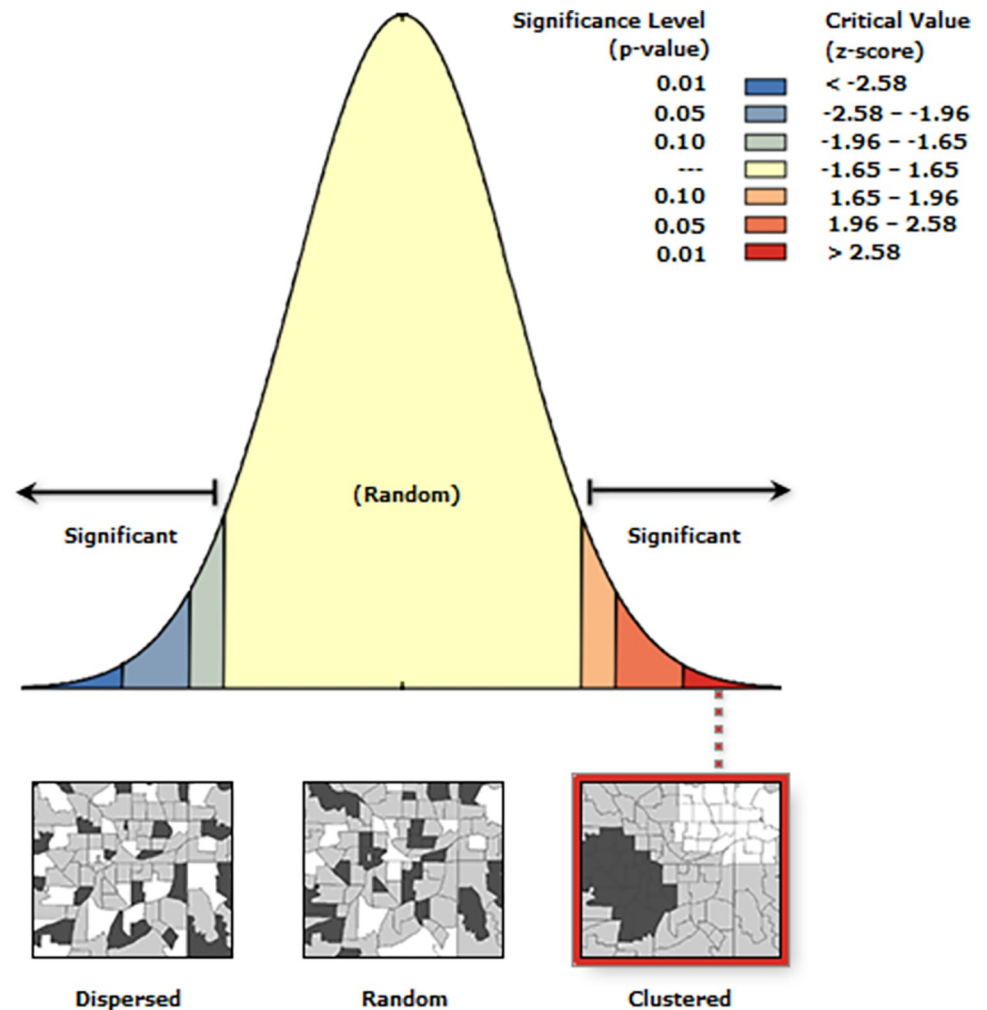 Significance Level Critical Value
(p-value) (z-score)
0.01 < -2.58
0.05 -2.58 – -1.96
0.10 -1.96 – -1.65
--- -1.65 – 1.65
0.10 1.65 – 1.96
0.05 1.96 – 2.58
0.01 > 2.58
(Random)
Significant Significant
Dispersed Random Clustered